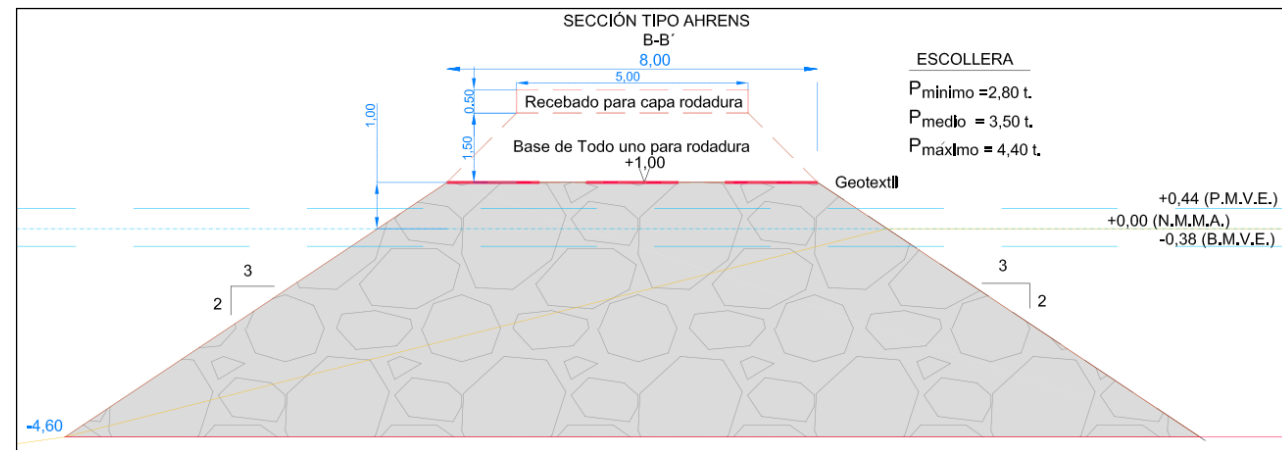 SECCIÓN TIPO AHRENS
B-B´
8,00
5,00
0.50
Recebado para capa rodadura
1,00
1,50
Base de Todo uno para rodadura
+1,00
Geotextil
ESCOLLERA
Pmínimo =2,80 t.
Pmedio = 3,50 t.
Pmáximo = 4,40 t.
+0,44 (P.M.V.E.)
+0,00 (N.M.M.A.)
-0,38 (B.M.V.E.)
3
2
3
2
-4,60